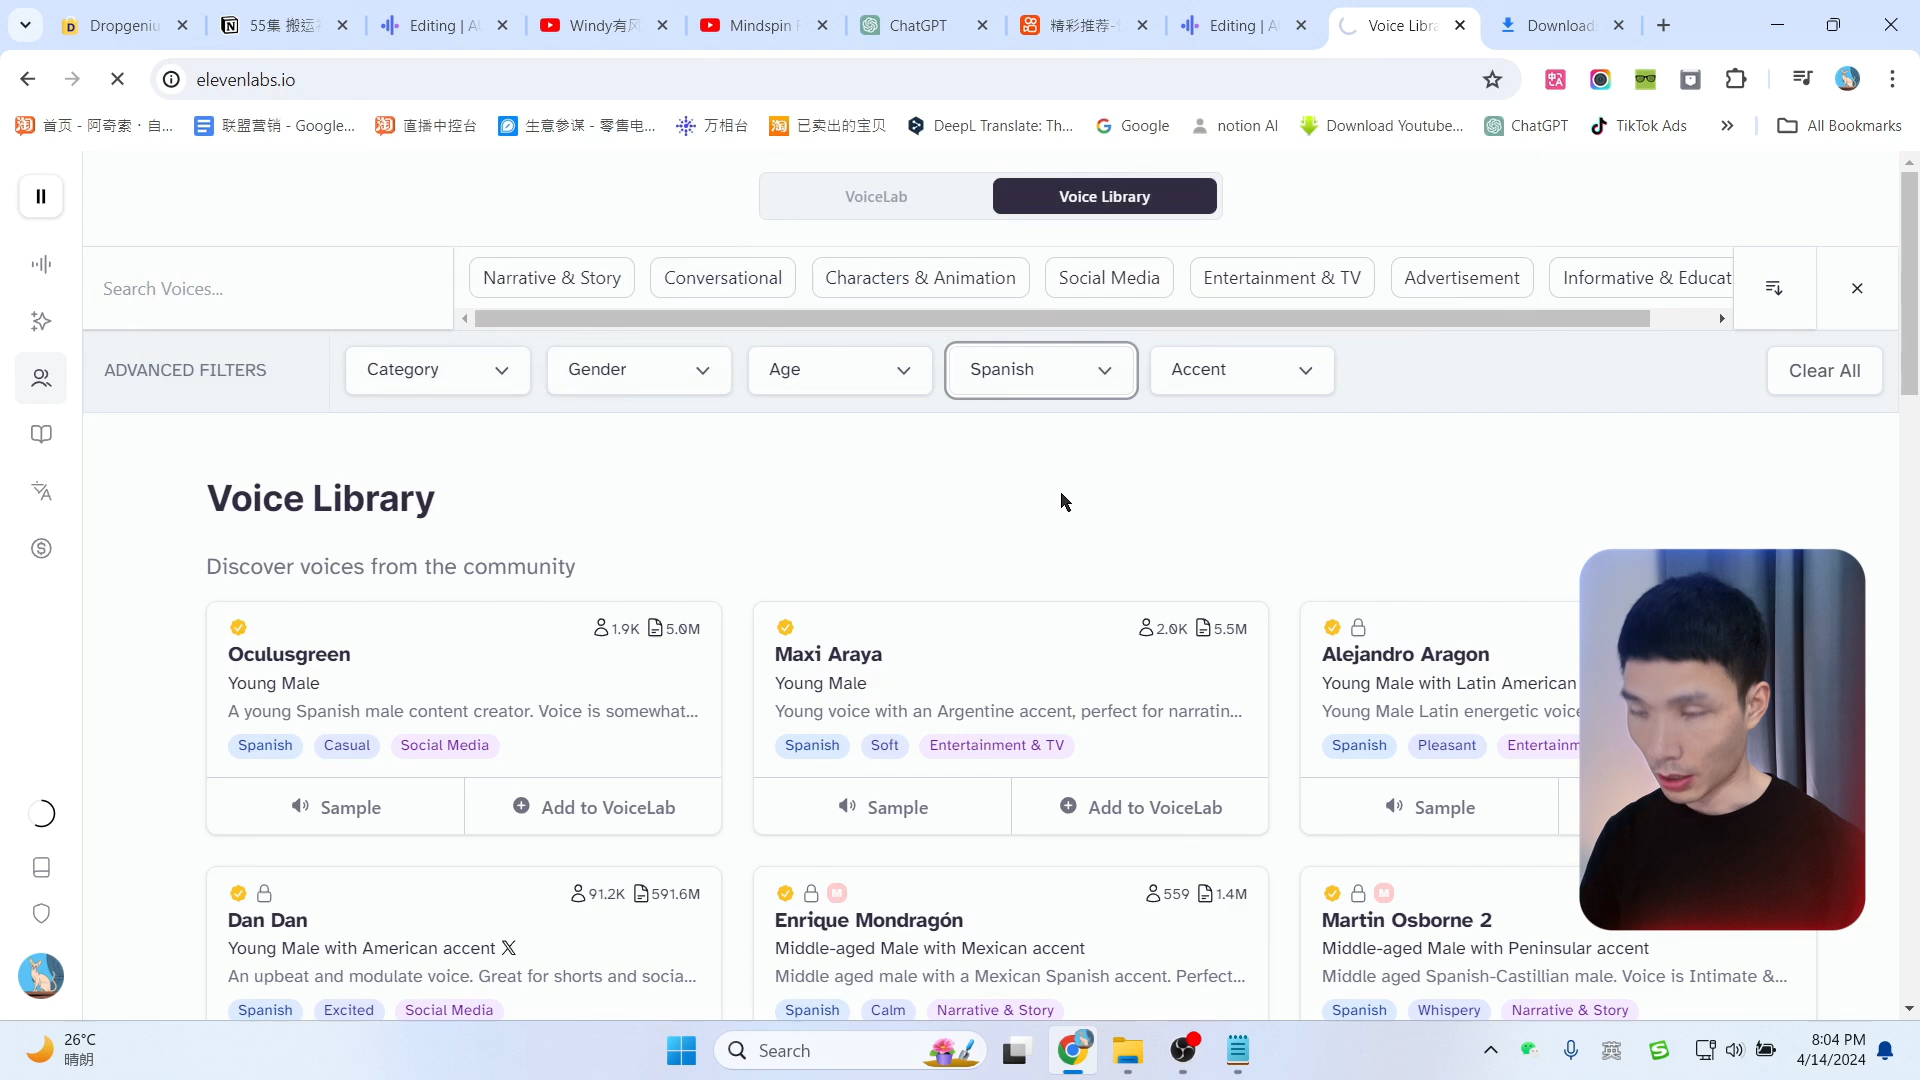 Dropgeniu
55集 搬运
Editing | A
Windy有风
Mindspin
ChatGPT
精彩推荐-
Editing | A
Voice Libra
Download
elevenlabs.io
首页 - 阿奇索 · 自...
联盟营销 - Google...
直播中控台
生意参谋 - 零售电...
万相台
已卖出的宝贝
DeepL Translate: Th...
Google
notion AI
Download Youtube...
ChatGPT
TikTok Ads
All Bookmarks
VoiceLab
Voice Library
Search Voices...
Narrative & Story
Conversational
Characters & Animation
Social Media
Entertainment & TV
Advertisement
Informative & Educat
ADVANCED FILTERS
Category
Gender
Age
Spanish
Accent
Clear All
Voice Library
Discover voices from the community
1.9K 5.0M
Oculusgreen
Young Male
A young Spanish male content creator. Voice is somewhat...
Spanish Casual Social Media
Sample
Add to VoiceLab
2.0K 5.5M
Maxi Araya
Young Male
Young voice with an Argentine accent, perfect for narratin...
Spanish Soft Entertainment & TV
Sample
Add to VoiceLab
Alejandro Aragon
Young Male with Latin American
Young Male Latin energetic voice
Spanish Pleasant Entertainm
Sample
91.2K 591.6M
Dan Dan
Young Male with American accent X
An upbeat and modulate voice. Great for shorts and socia...
Spanish Excited Social Media
M 559 1.4M
Enrique Mondragón
Middle-aged Male with Mexican accent
Middle aged male with a Mexican Spanish accent. Perfect...
Spanish Calm Narrative & Story
M
Martin Osborne 2
Middle-aged Male with Peninsular accent
Middle aged Spanish-Castillian male. Voice is Intimate &...
Spanish Whispery Narrative & Story
26°C
晴朗
Search
英
8:04 PM
4/14/2024